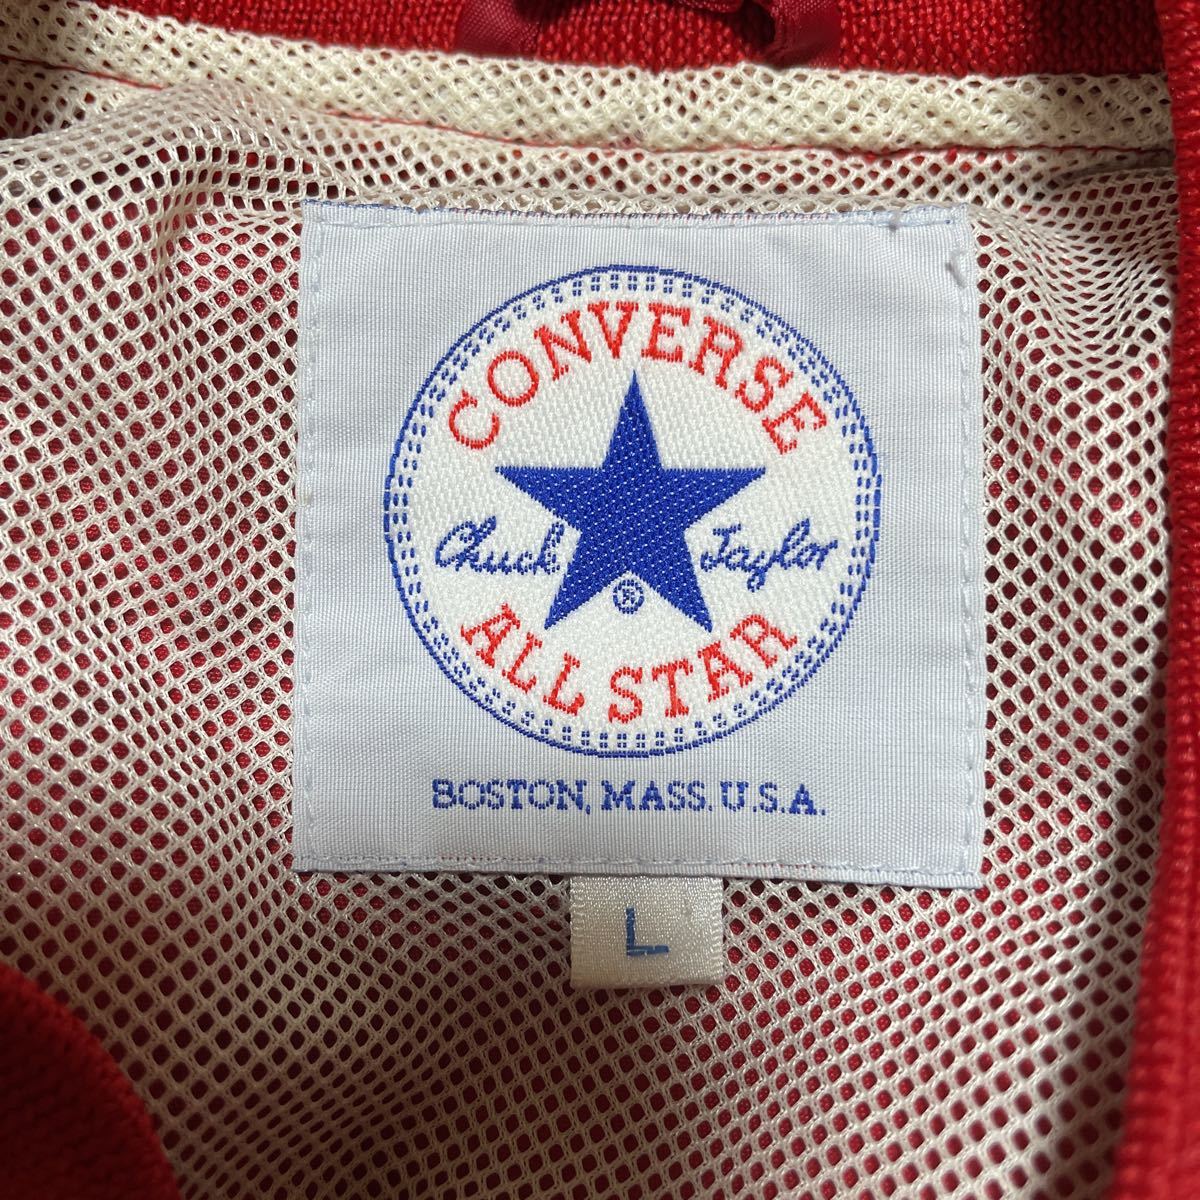 CONVERSE
Chuck Taylor
®
ALL STAR
BOSTON, MASS. U.S.A.
L